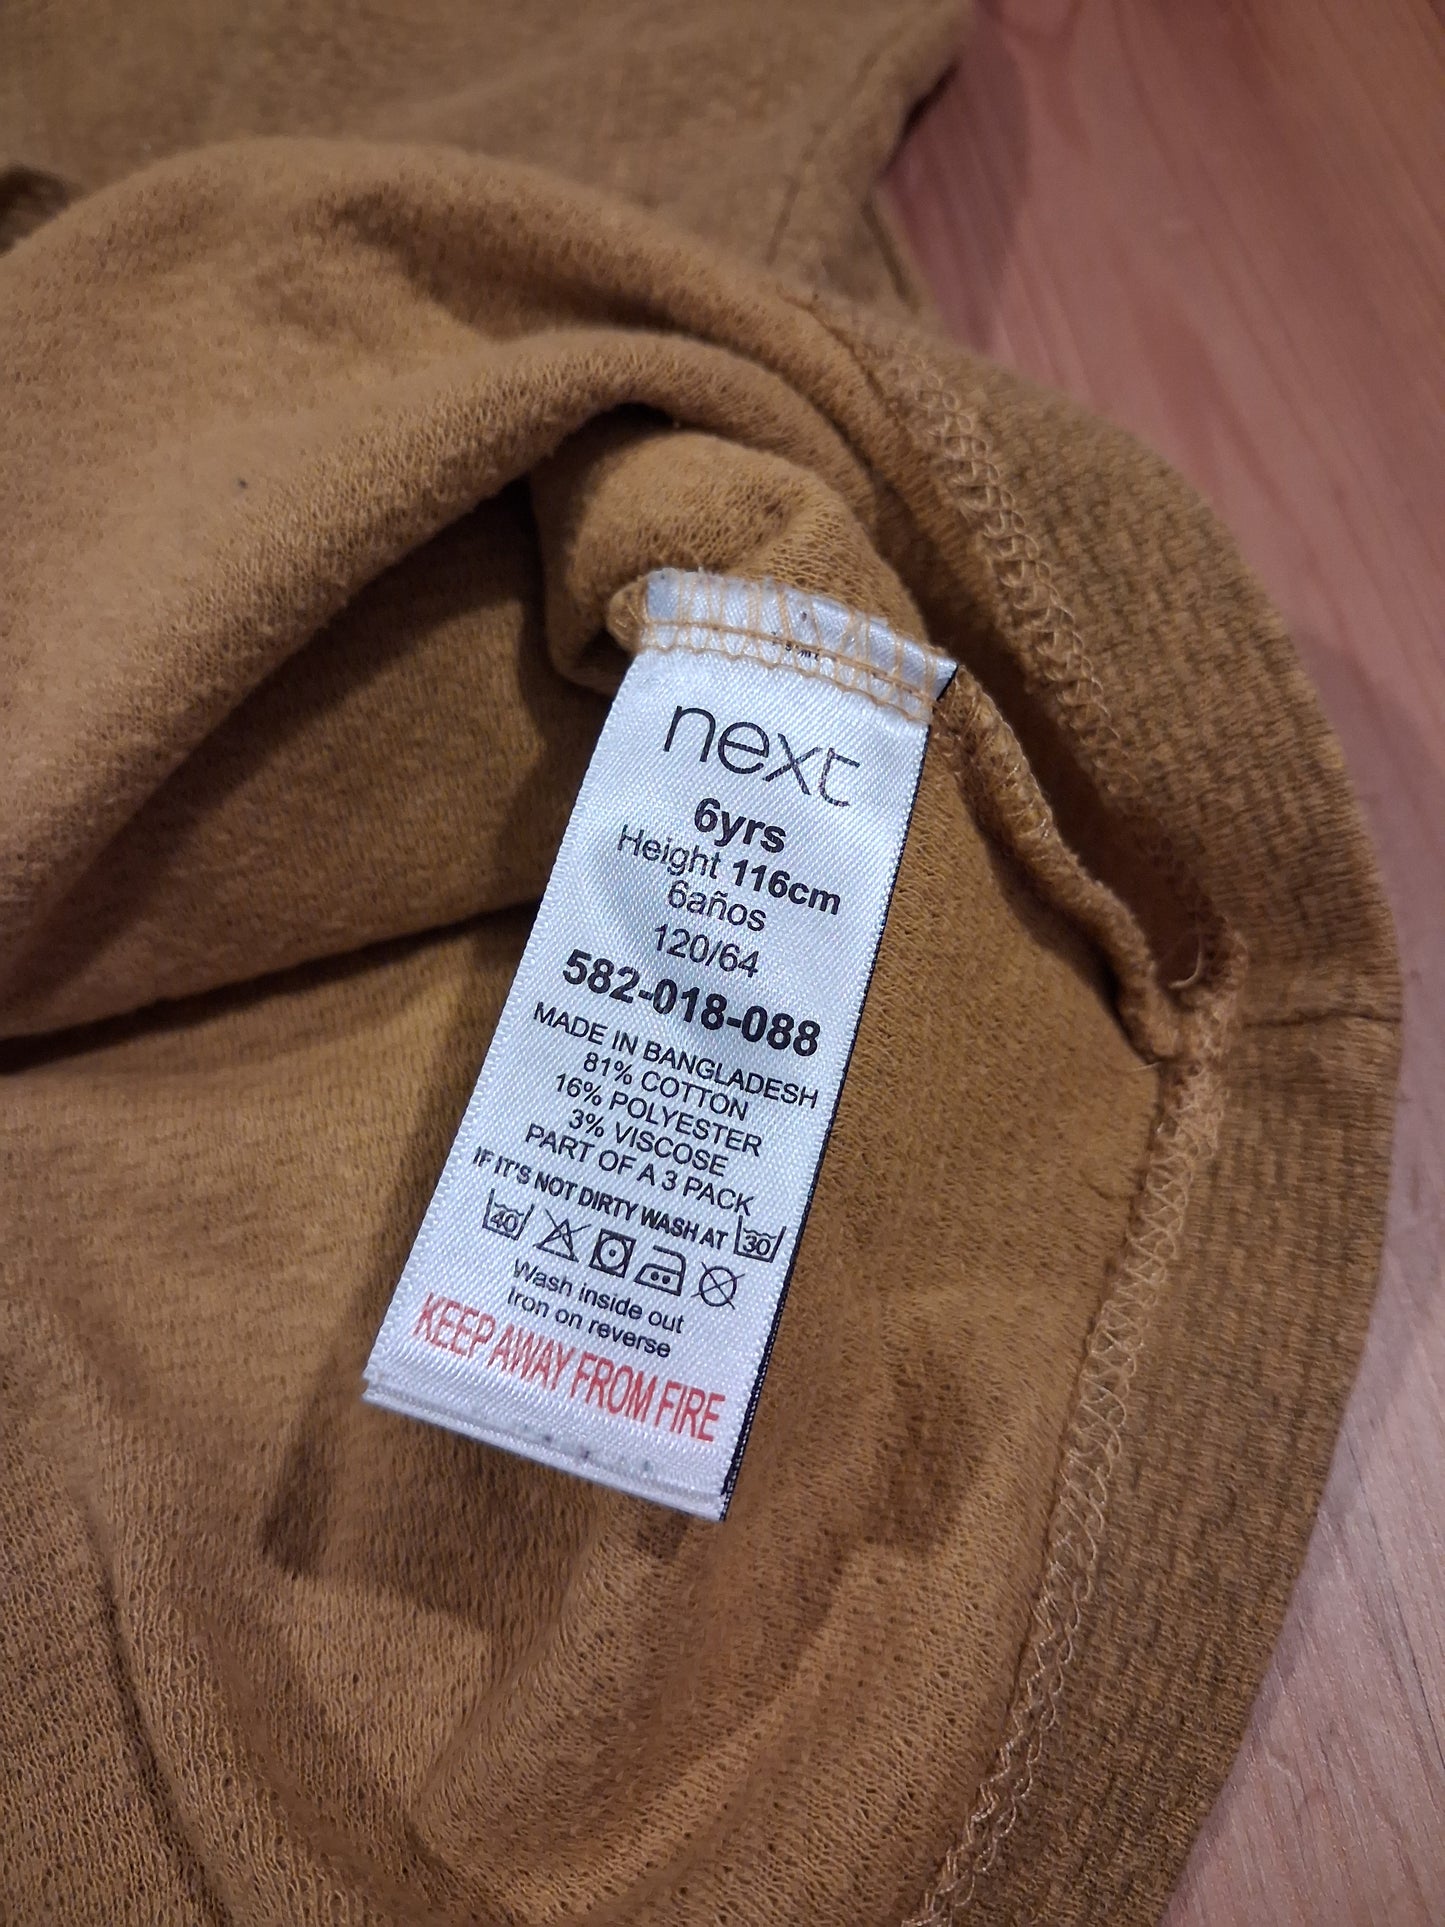 next
6yrs
Height 116cm
6años
120/64
582-018-088
MADE IN BANGLADESH
81% COTTON
16% POLYESTER
3% VISCOSE
PART OF A 3 PACK
IF IT'S NOT DIRTY WASH AT 30
40
Wash inside out
Iron on reverse
KEEP AWAY FROM FIRE